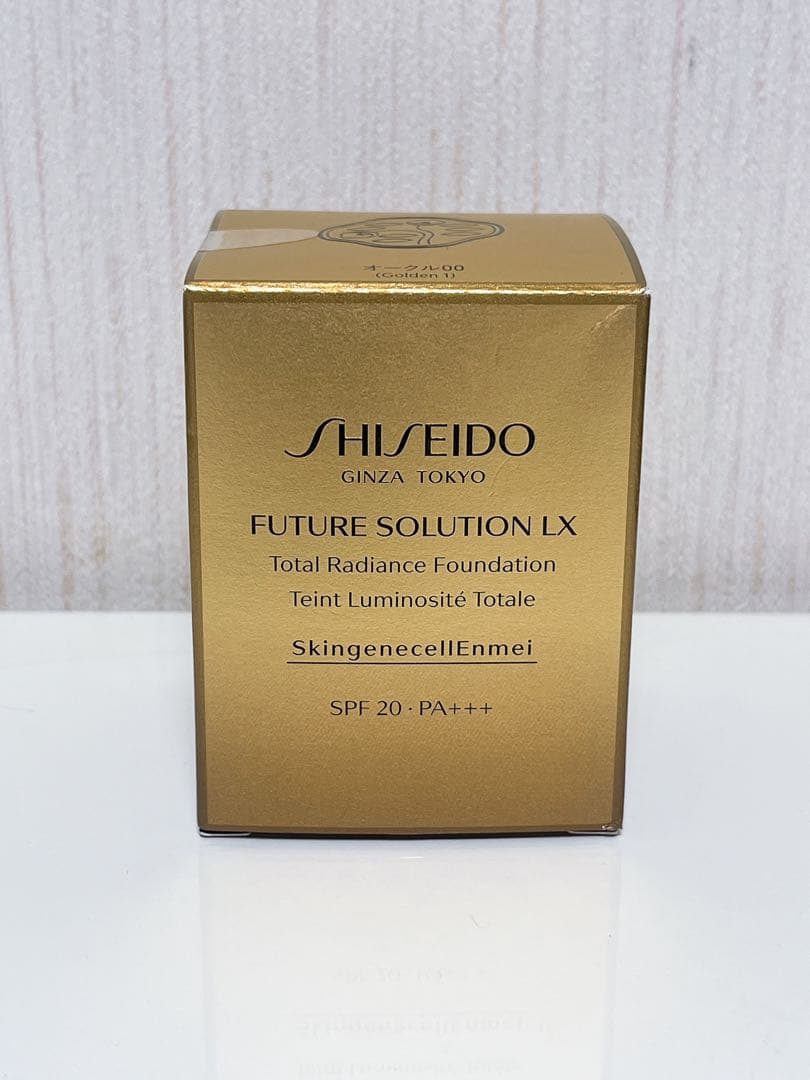 オークル00
(Golden 1)
SHISEIDO
GINZA TOKYO
FUTURE SOLUTION LX
Total Radiance Foundation
Teint Luminosité Totale
SkingenecellEnmei
SPF 20 · PA+++